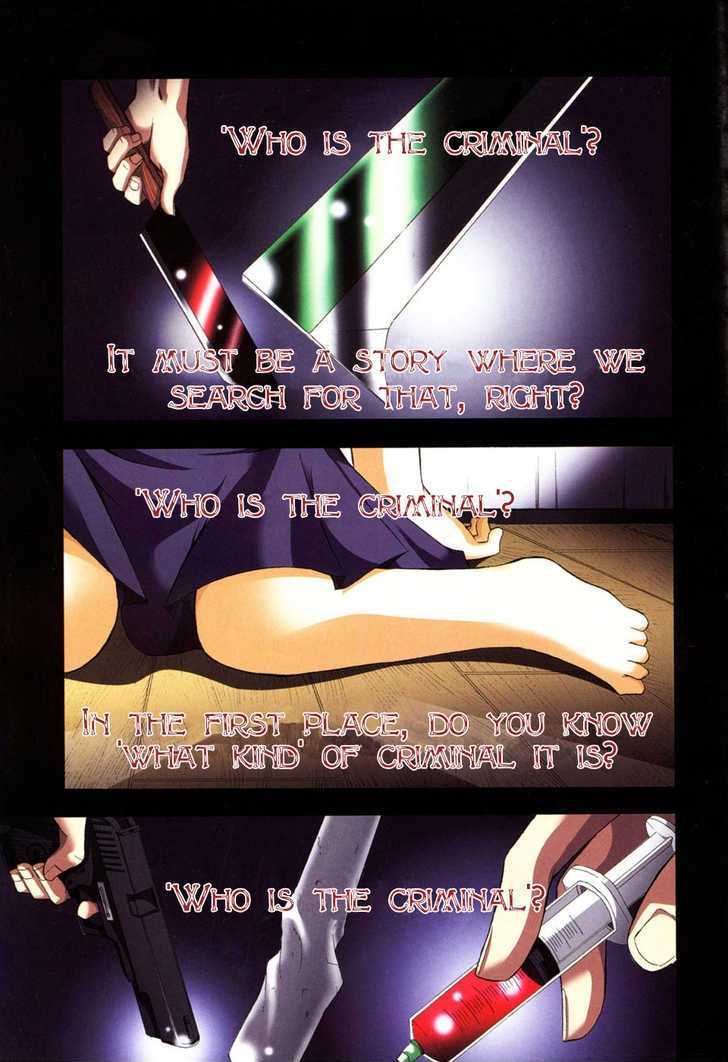 'Who is the criminal'?
It must be a story where we
search for that, right?
'Who is the criminal'?
In the first place, do you know
'what kind' of criminal it is?
'Who is the criminal'?